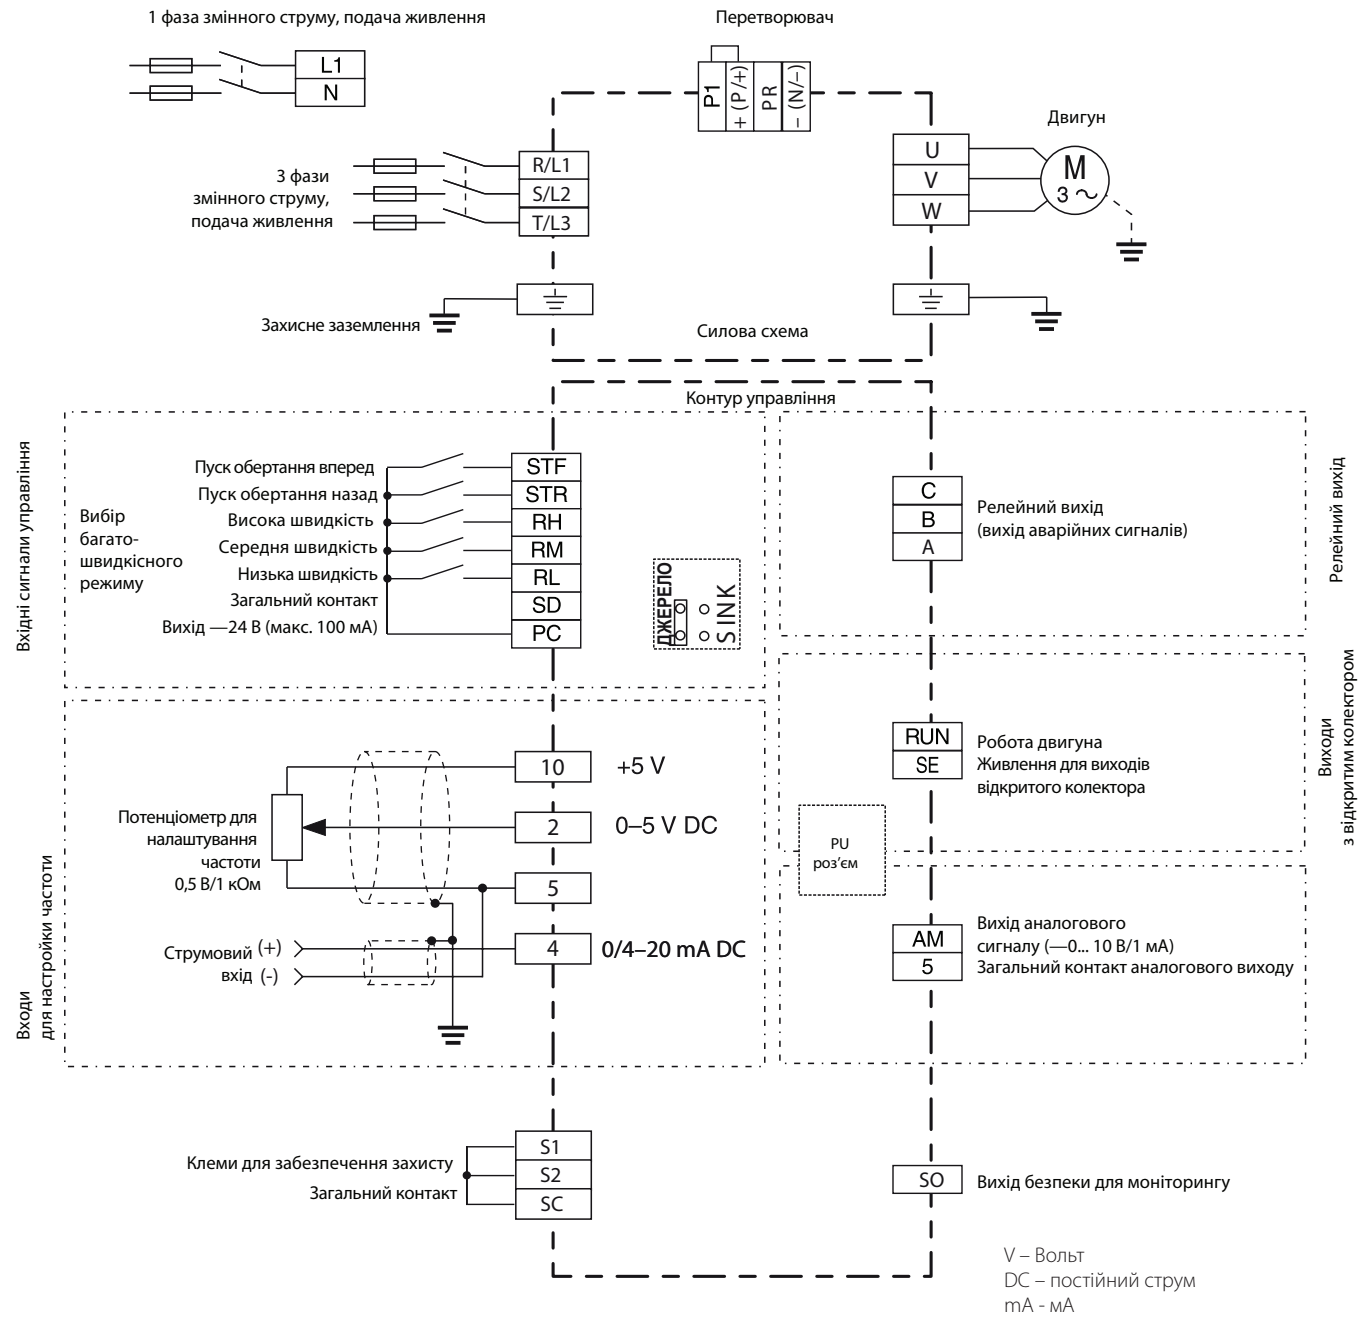 1 фаза змінного струму, подача живлення
L1
N
Перетворювач
P1
+ (P/+)
PR
– (N/–)
Двигун
U
V
W
M
3 ~
3 фази
змінного струму,
подача живлення
R/L1
S/L2
T/L3
Захисне заземлення
Силова схема
Контур управління
Вхідні сигнали управління
Вибір
багато-
швидкісного
режиму
Пуск обертання вперед
STF
Пуск обертання назад
STR
Висока швидкість
RH
Середня швидкість
RM
Низька швидкість
RL
Загальний контакт
SD
Вихід —24 В (макс. 100 мА)
PC
ДЖЕРЕЛО
SINK
C
B
A
Релейний вихід
(вихід аварійних сигналів)
Релейний вихід
RUN
SE
Робота двигуна
Живлення для виходів
відкритого колектора
Виходи
з відкритим колектором
PU
роз’єм
Входи
для настройки частоти
Потенціометр для
налаштування
частоти
0,5 В/1 кОм
10
+5 V
2
0–5 V DC
5
4
0/4–20 mA DC
Струмовий (+)
вхід (-)
AM
5
Вихід аналогового
сигналу (—0... 10 В/1 мА)
Загальний контакт аналогового виходу
Клеми для забезпечення захисту
Загальний контакт
S1
S2
SC
SO
Вихід безпеки для моніторингу
V – Вольт
DC – постійний струм
mA - мА